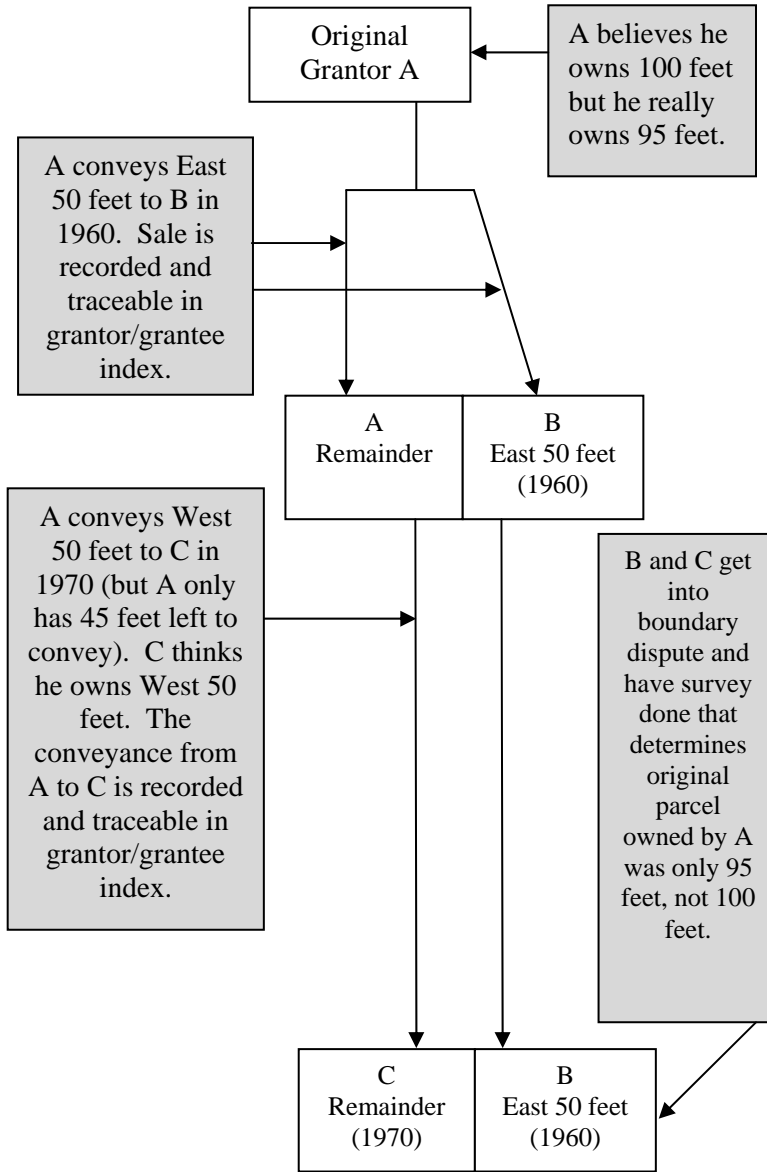 Original
Grantor A
A believes he
owns 100 feet
but he really
owns 95 feet.
A conveys East
50 feet to B in
1960.  Sale is
recorded and
traceable in
grantor/grantee
index.
A
Remainder
B
East 50 feet
(1960)
A conveys West
50 feet to C in
1970 (but A only
has 45 feet left to
convey).  C thinks
he owns West 50
feet.  The
conveyance from
A to C is recorded
and traceable in
grantor/grantee
index.
B and C get
into
boundary
dispute and
have survey
done that
determines
original
parcel
owned by A
was only 95
feet, not 100
feet.
C
Remainder
(1970)
B
East 50 feet
(1960)